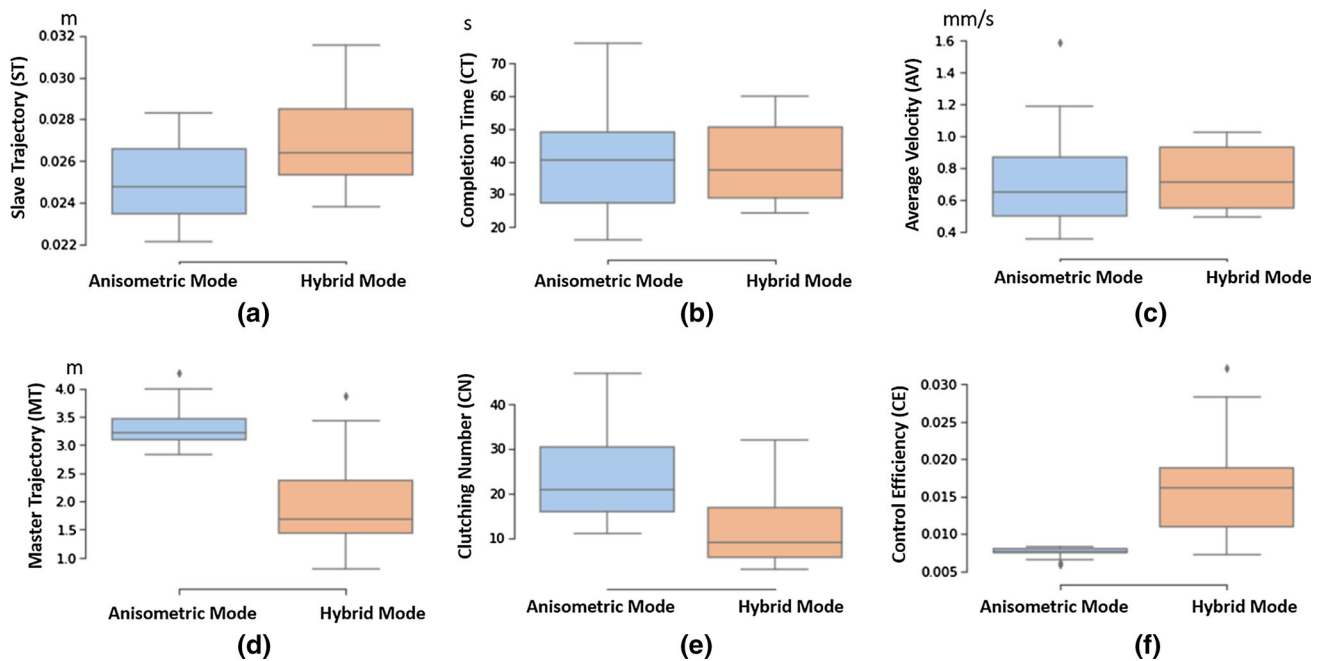 m
0.032
0.030
0.028
0.026
0.024
0.022
Slave Trajectory (ST)
Anisometric Mode Hybrid Mode
(a)
s
70
60
50
40
30
20
Completion Time (CT)
Anisometric Mode Hybrid Mode
(b)
mm/s
1.6
1.4
1.2
1.0
0.8
0.6
0.4
Average Velocity (AV)
Anisometric Mode Hybrid Mode
(c)
m
4.0
3.5
3.0
2.5
2.0
1.5
1.0
Master Trajectory (MT)
Anisometric Mode Hybrid Mode
(d)
40
30
20
10
Clutching Number (CN)
Anisometric Mode Hybrid Mode
(e)
0.030
0.025
0.020
0.015
0.010
0.005
Control Efficiency (CE)
Anisometric Mode Hybrid Mode
(f)